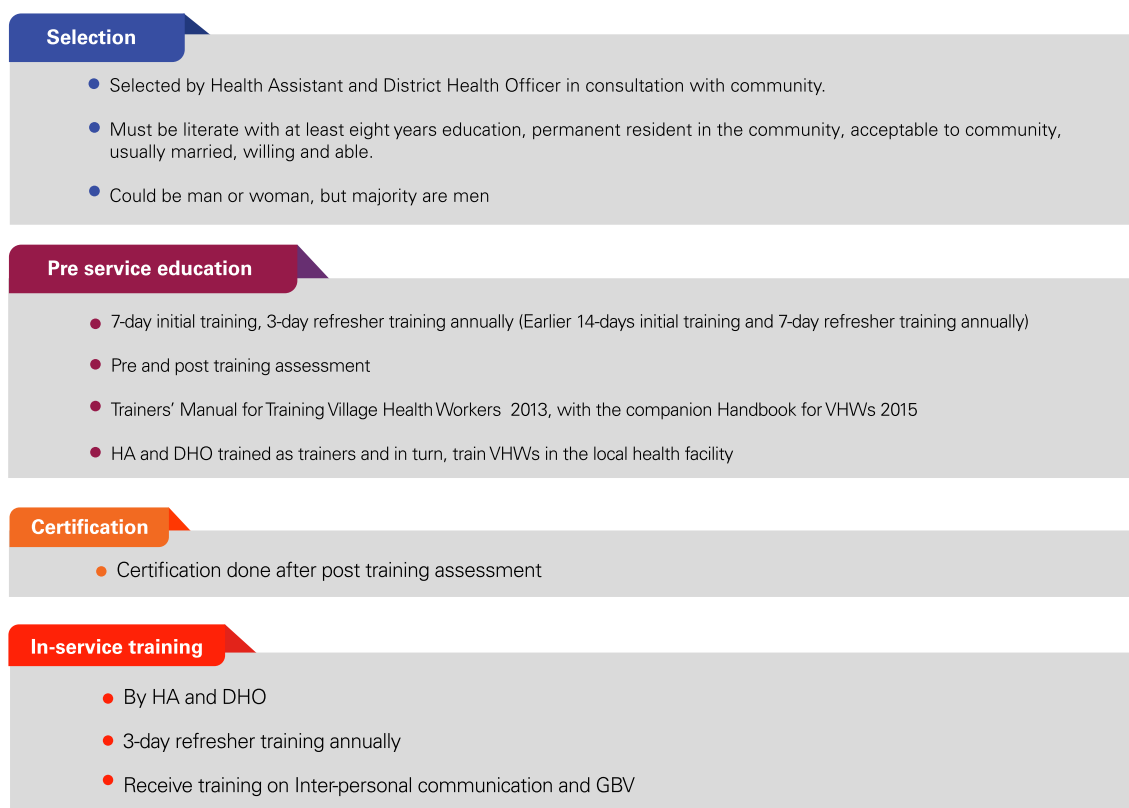 Selection
Selected by Health Assistant and District Health Officer in consultation with community.
Must be literate with at least eight years education, permanent resident in the community, acceptable to community,
usually married, willing and able.
Could be man or woman, but majority are men
Pre service education
7-day initial training, 3-day refresher training annually (Earlier 14-days initial training and 7-day refresher training annually)
Pre and post training assessment
Trainers’ Manual for Training Village Health Workers 2013, with the companion Handbook for VHWs 2015
HA and DHO trained as trainers and in turn, train VHWs in the local health facility
Certification
Certification done after post training assessment
In-service training
By HA and DHO
3-day refresher training annually
Receive training on Inter-personal communication and GBV